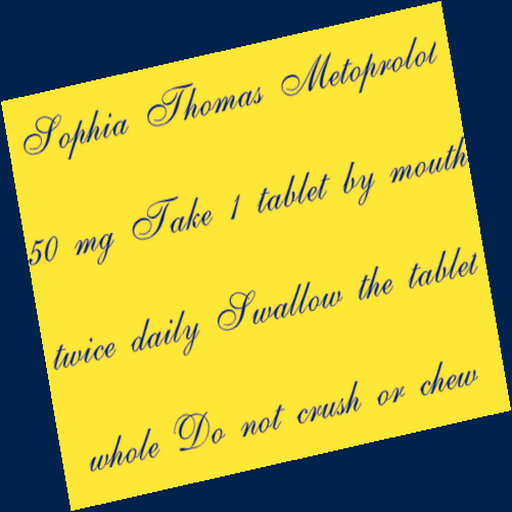 Sophia Thomas Metoprolol
50 mg Take 1 tablet by mouth
twice daily Swallow the tablet
whole Do not crush or chew